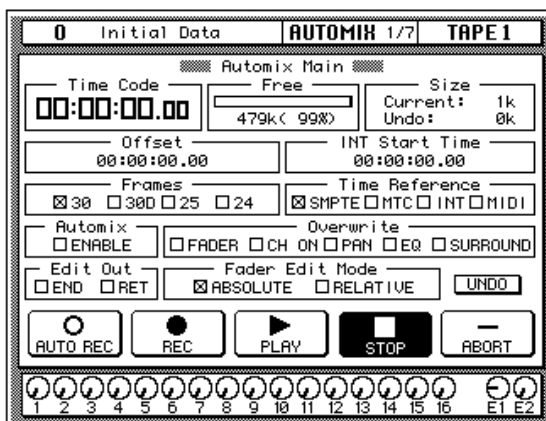 0 Initial Data AUTOMIX 1/7 TAPE1
Automix Main
Time Code Free Size
00:00:00.00 479k( 99%) Current: 1k
Undo: 0k
Offset INT Start Time
00:00:00.00 00:00:00.00
Frames Time Reference
30 30D 25 24 SMPTE MTC INT MIDI
Automix Overwrite
ENABLE FADER CH ON PAN EQ SURROUND
Edit Out Fader Edit Mode
END RET ABSOLUTE RELATIVE UNDO
AUTO REC REC PLAY STOP ABORT
1 2 3 4 5 6 7 8 9 10 11 12 13 14 15 16 E1 E2